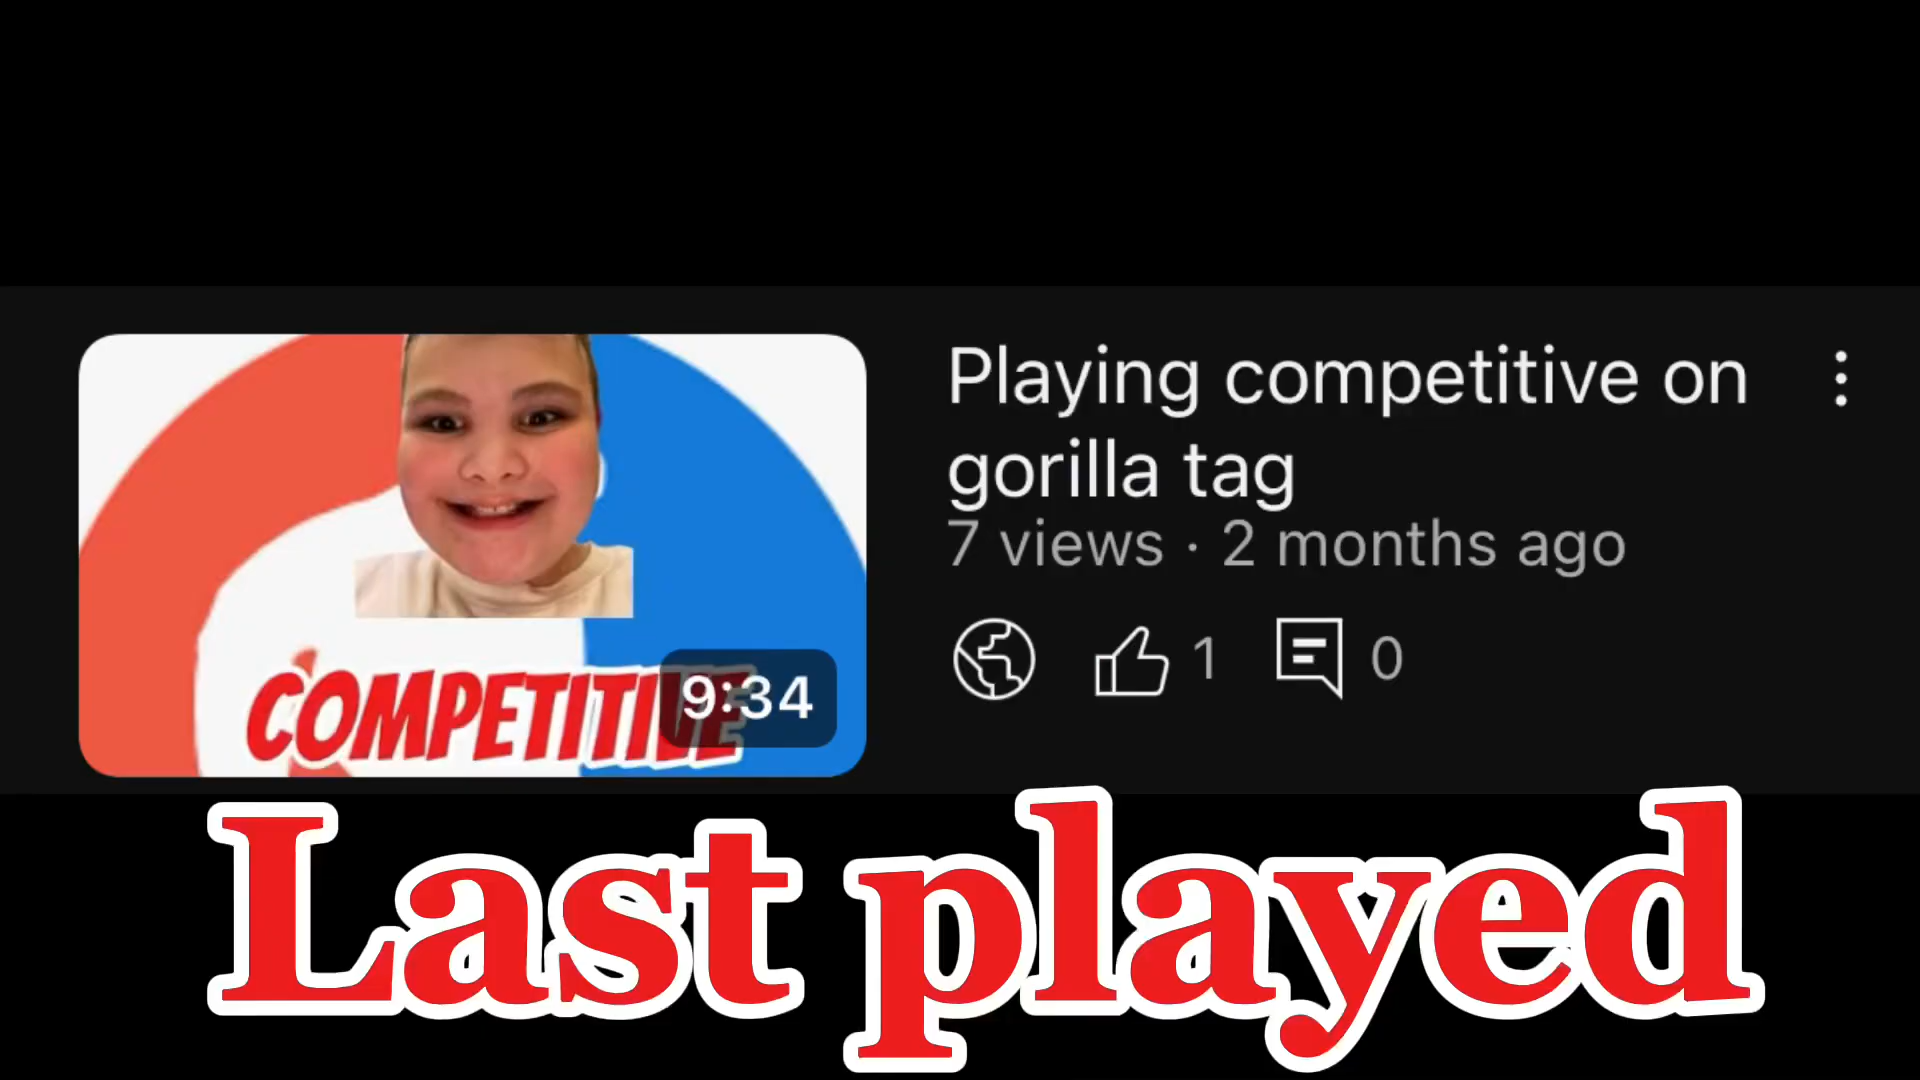 COMPETITIVE
9:34
Playing competitive on
gorilla tag
7 views · 2 months ago
1 0
Last played